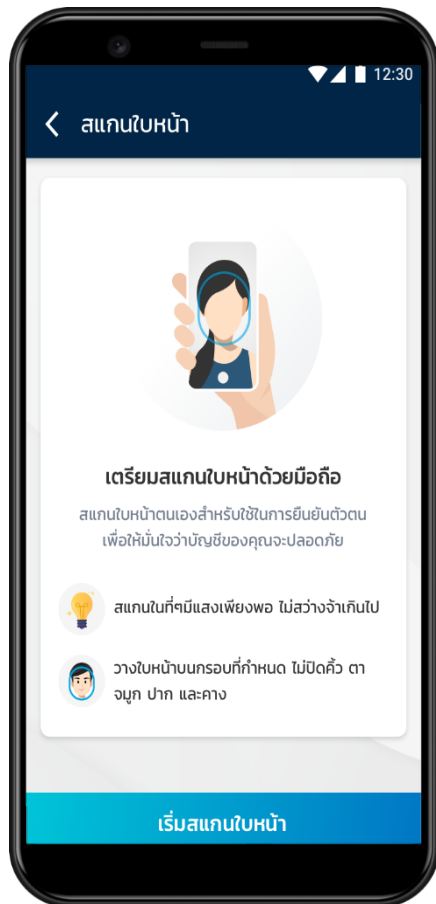 12:30
สแกนใบหน้า
เตรียมสแกนใบหน้าด้วยมือถือ
สแกนใบหน้าตนเองสำหรับใช้ในการยืนยันตัวตน
เพื่อให้มั่นใจว่าบัญชีของคุณจะปลอดภัย
สแกนในที่ๆมีแสงเพียงพอ ไม่สว่างจ้าเกินไป
วางใบหน้าบนกรอบที่กำหนด ไม่ปิดคิ้ว ตา
จมูก ปาก และคาง
เริ่มสแกนใบหน้า